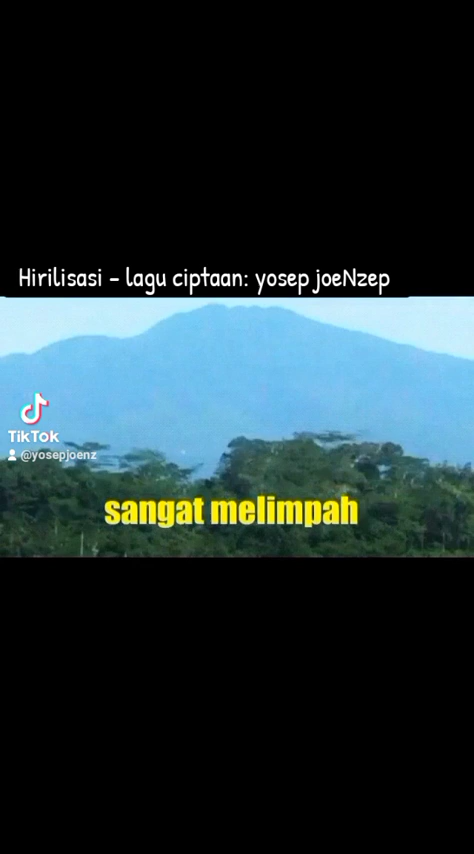 Hirilisasi - lagu ciptaan: yosep joeNzep
TikTok
@yosepjoenz
sangat melimpah